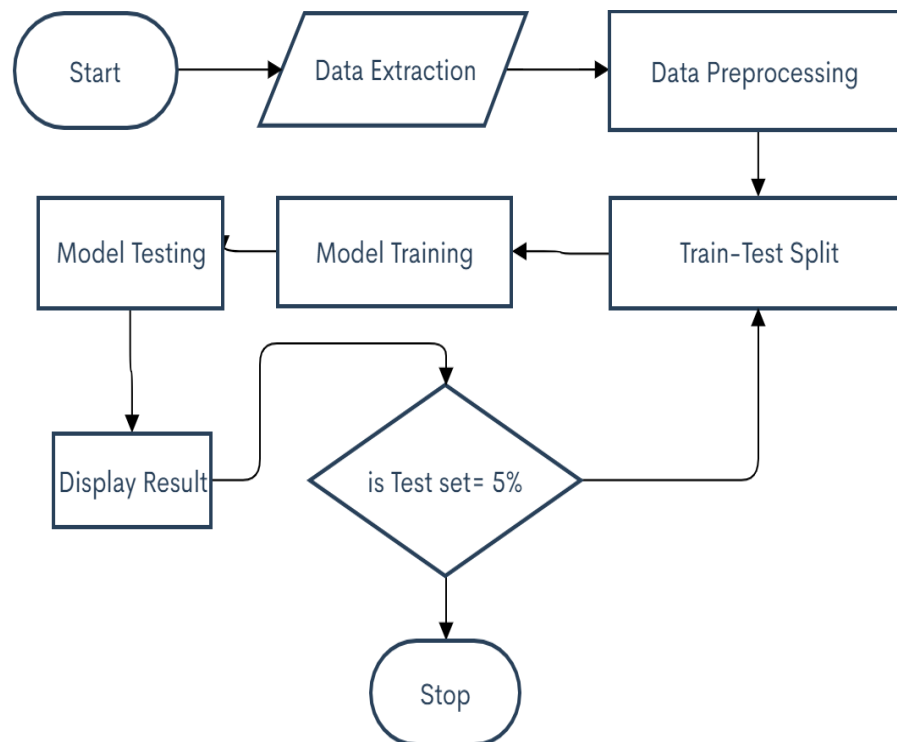 Start
Data Extraction
Data Preprocessing
Model Testing
Model Training
Train-Test Split
Display Result
is Test set= 5%
Stop